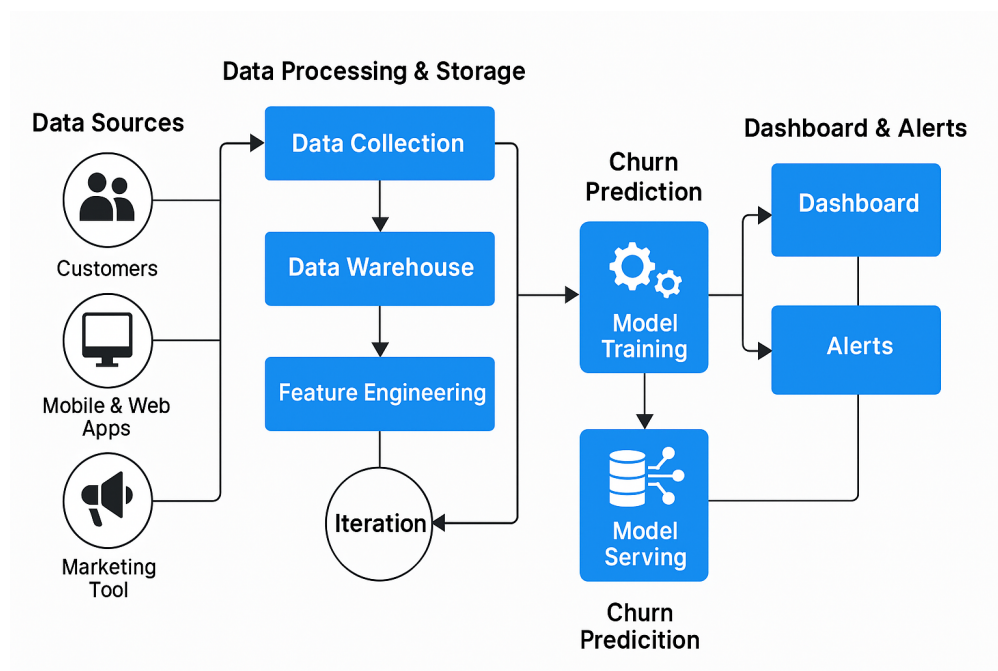 Data Processing & Storage
Data Sources
Customers
Mobile & Web
Apps
Marketing
Tool
Data Collection
Data Warehouse
Feature Engineering
Iteration
Churn
Prediction
Model
Training
Model
Serving
Churn
Predicition
Dashboard & Alerts
Dashboard
Alerts